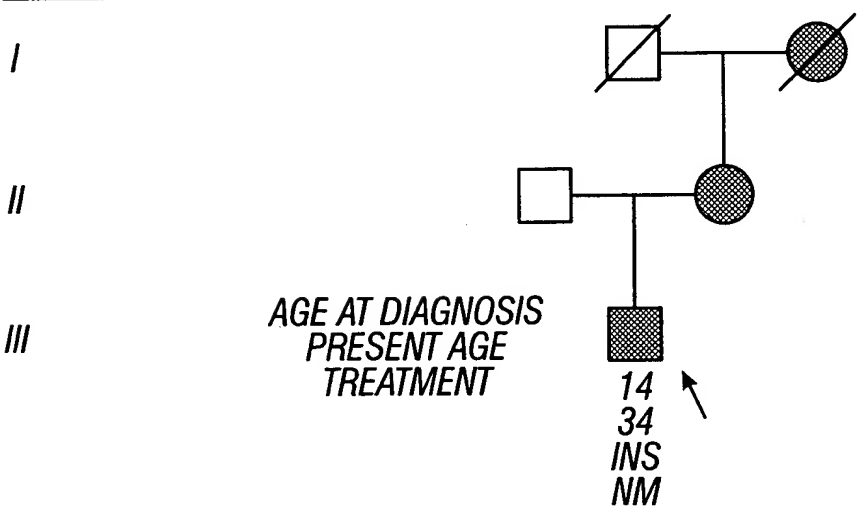 I
II
III
AGE AT DIAGNOSIS
PRESENT AGE
TREATMENT
14
34
INS
NM